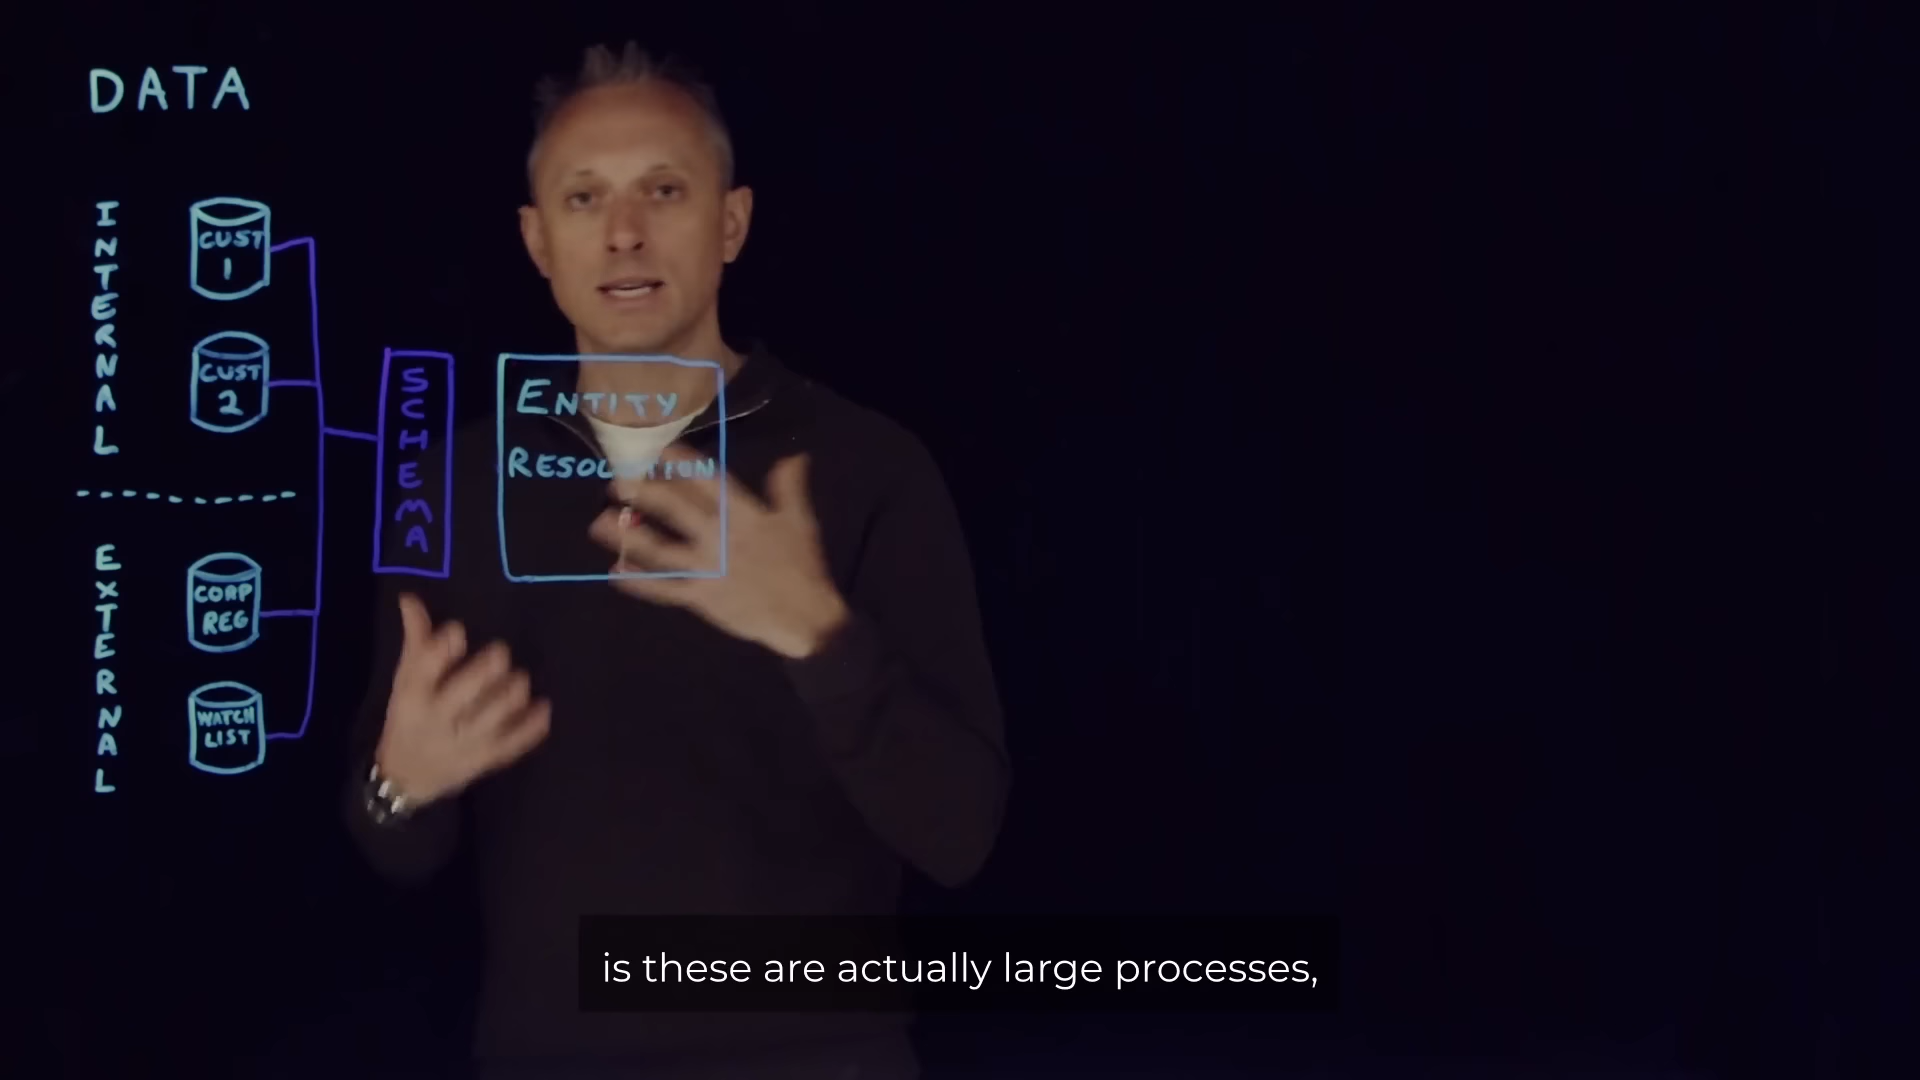 DATA
INTERNAL
CUST
1
CUST
2
EXTERNAL
CORP
REG
WATCH
LIST
SCHEMA
ENTITY
RESOLUTION
is these are actually large processes,